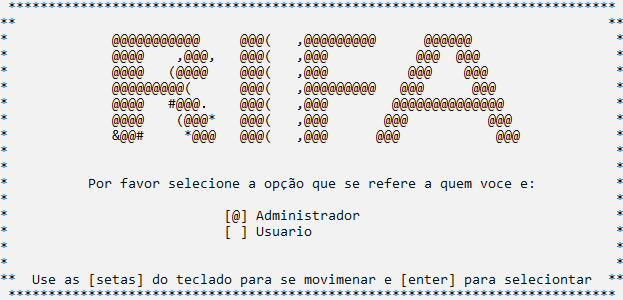 RIFA
Por favor selecione a opção que se refere a quem voce e:
[@] Administrador
[ ] Usuario
Use as [setas] do teclado para se movimenar e [enter] para seleciontar